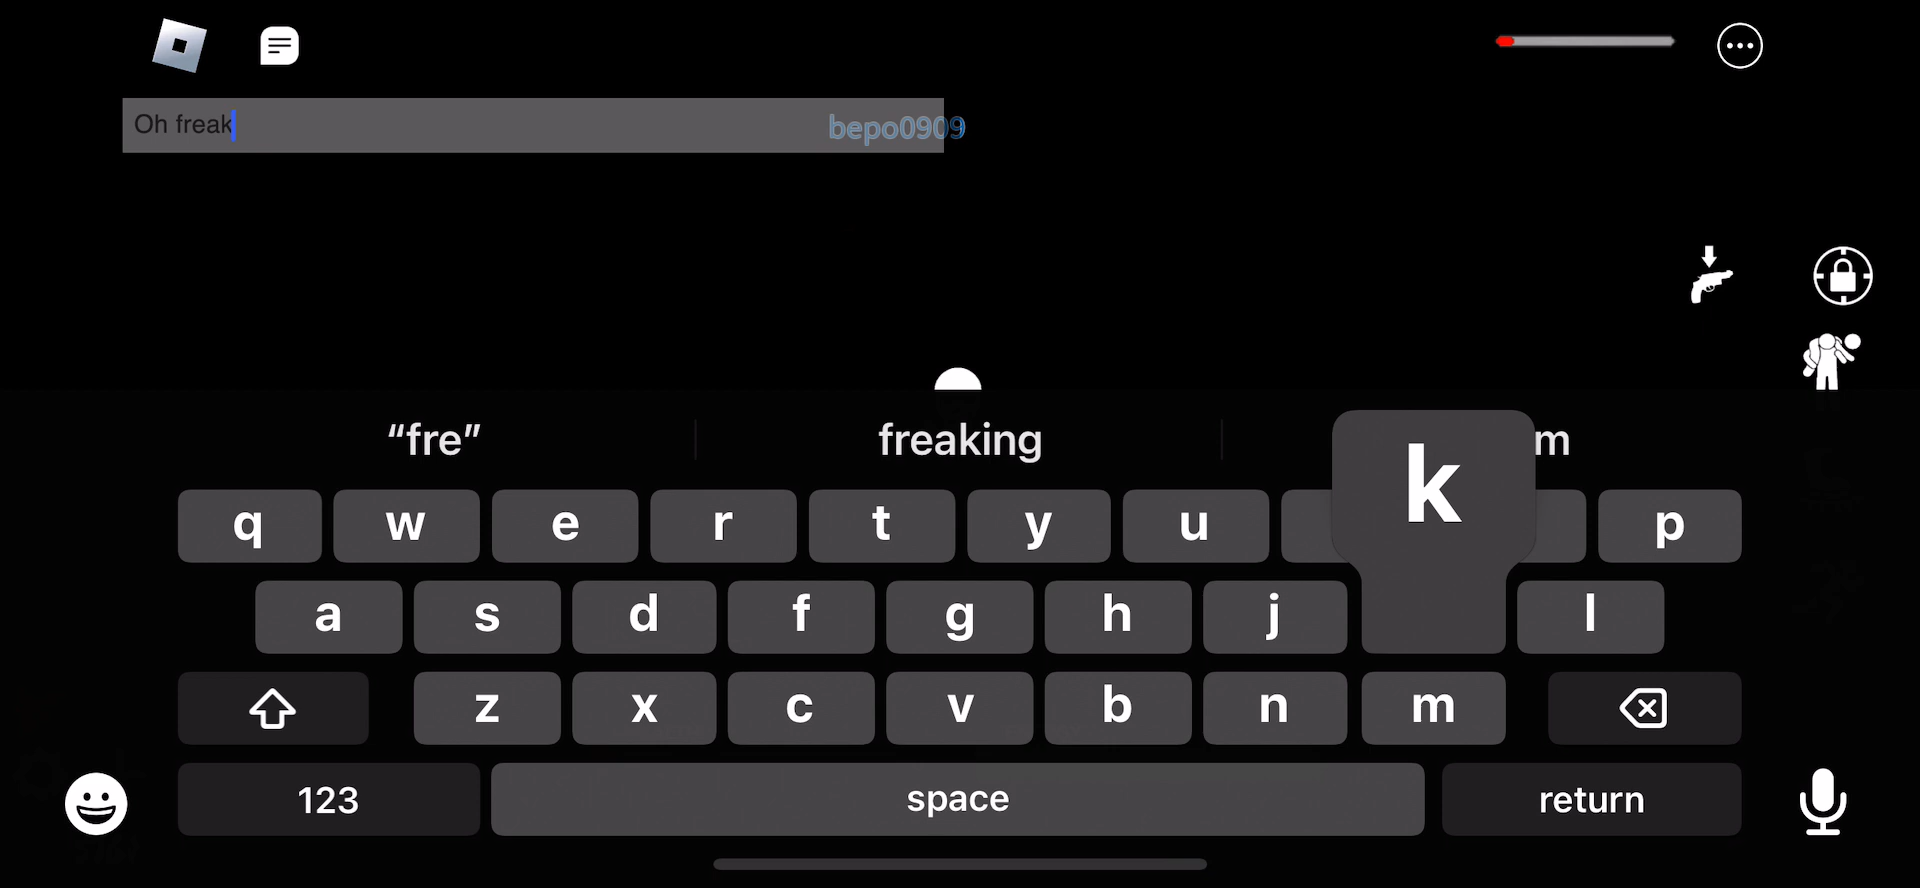 Oh freak
bepo0909
“fre”
freaking
m
k
q w e r t y u p
a s d f g h j l
z x c v b n m
123
space
return